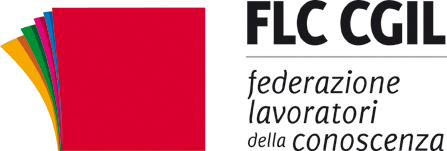 FLC CGIL
federazione
lavoratori
della conoscenza